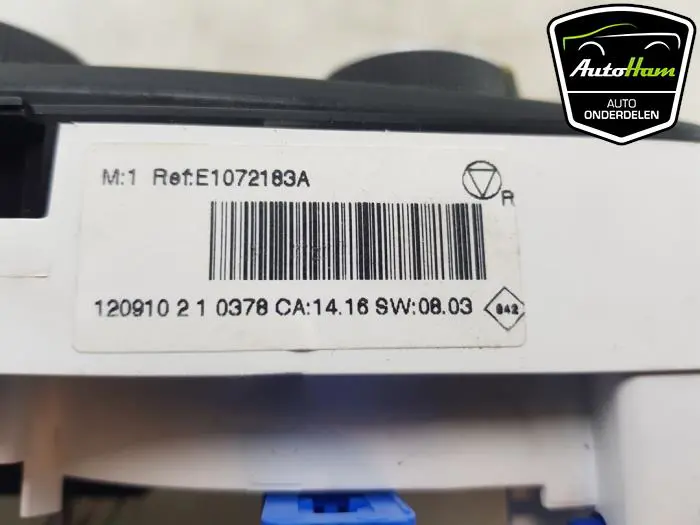 AutoHam
AUTO
ONDERDELEN
M:1 Ref:E1072183A
R
120910 2 1 0378 CA:14.16 SW:08.03
842